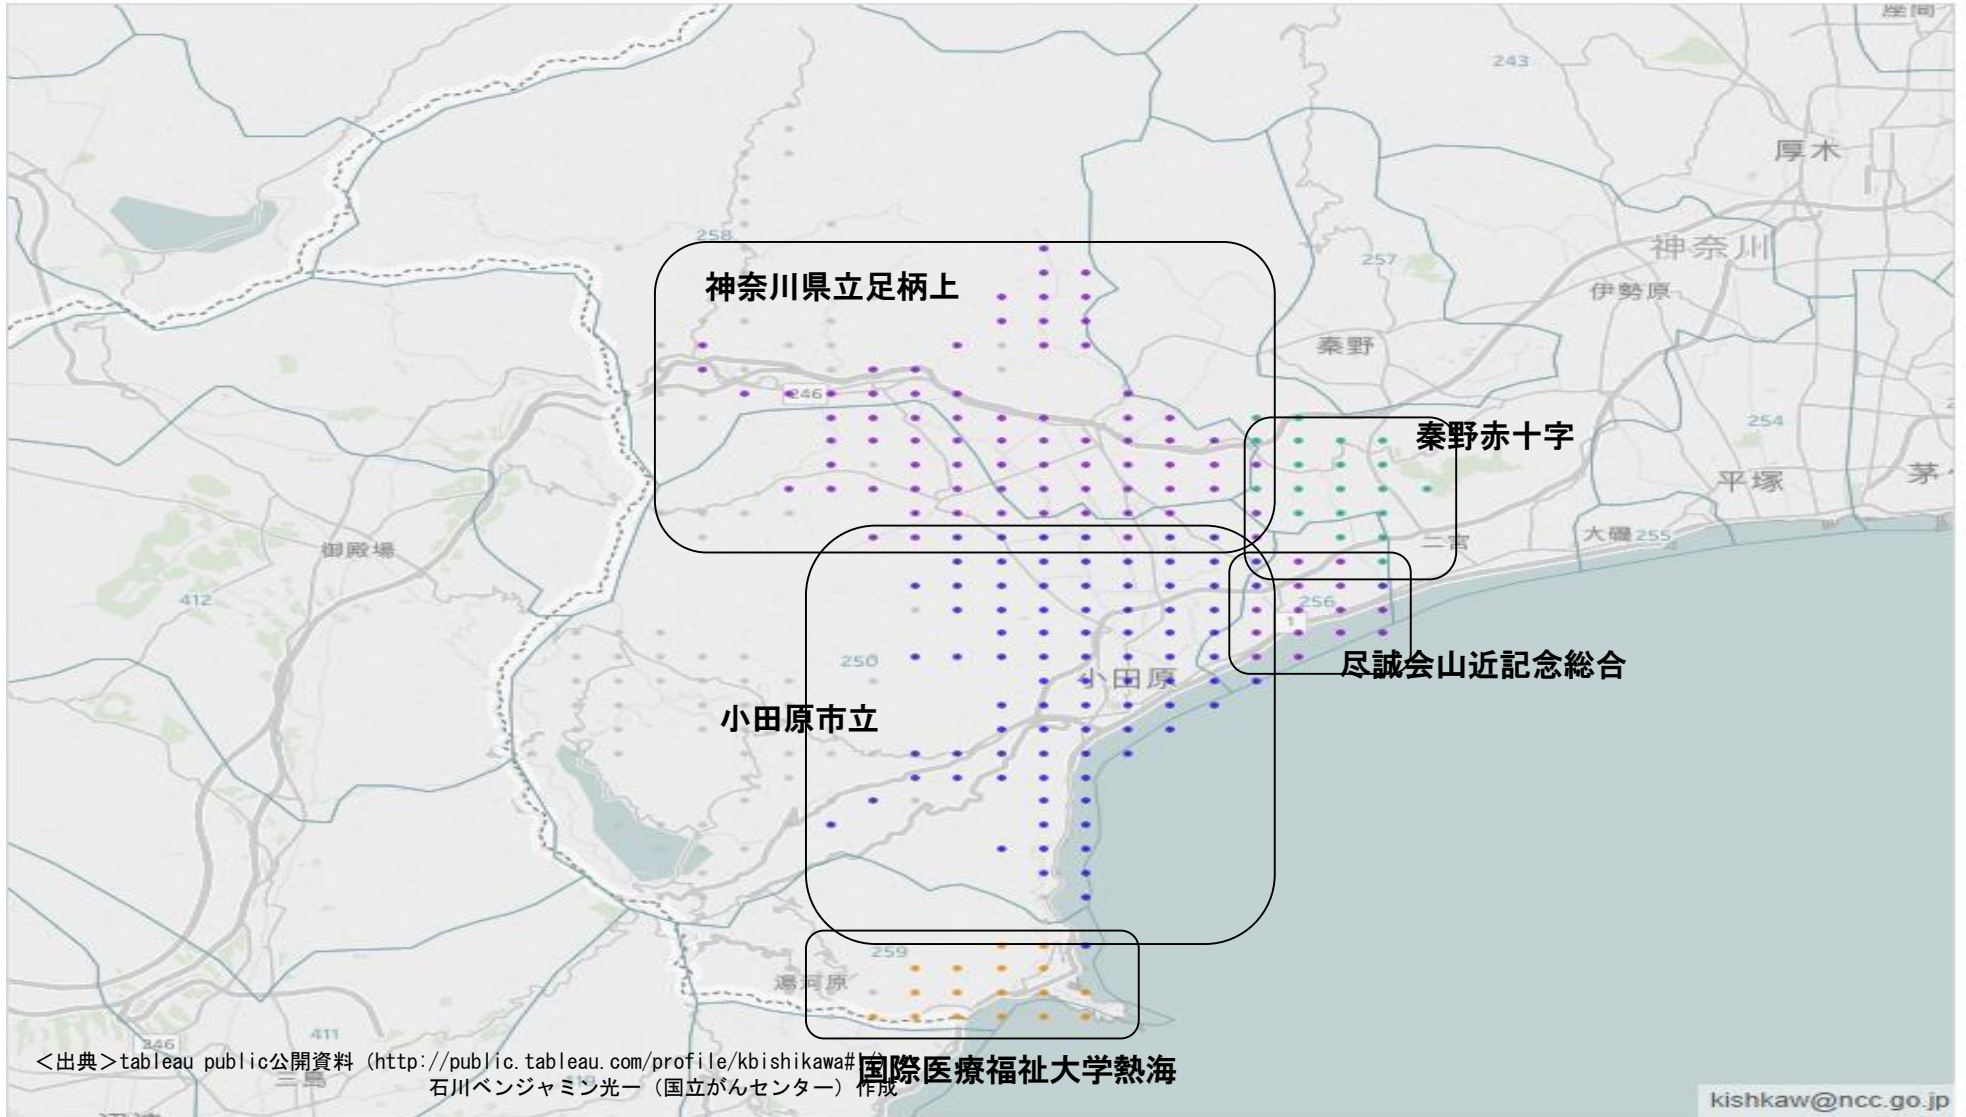 座間
243
厚木
258
神奈川
257
神奈川県立足柄上
伊勢原
秦野
246
254
秦野赤十字
平塚
茅
御殿場
二宮
大磯 255
412
256
1
250
小田原
尽誠会山近記念総合
小田原市立
259
湯河原
411
246
＜出典＞tableau public公開資料（http://public.tableau.com/profile/kbishikawa#!/）
国際医療福祉大学熱海
三島
石川ベンジャミン光一（国立がんセンター）作成
kishkaw@ncc.go.jp